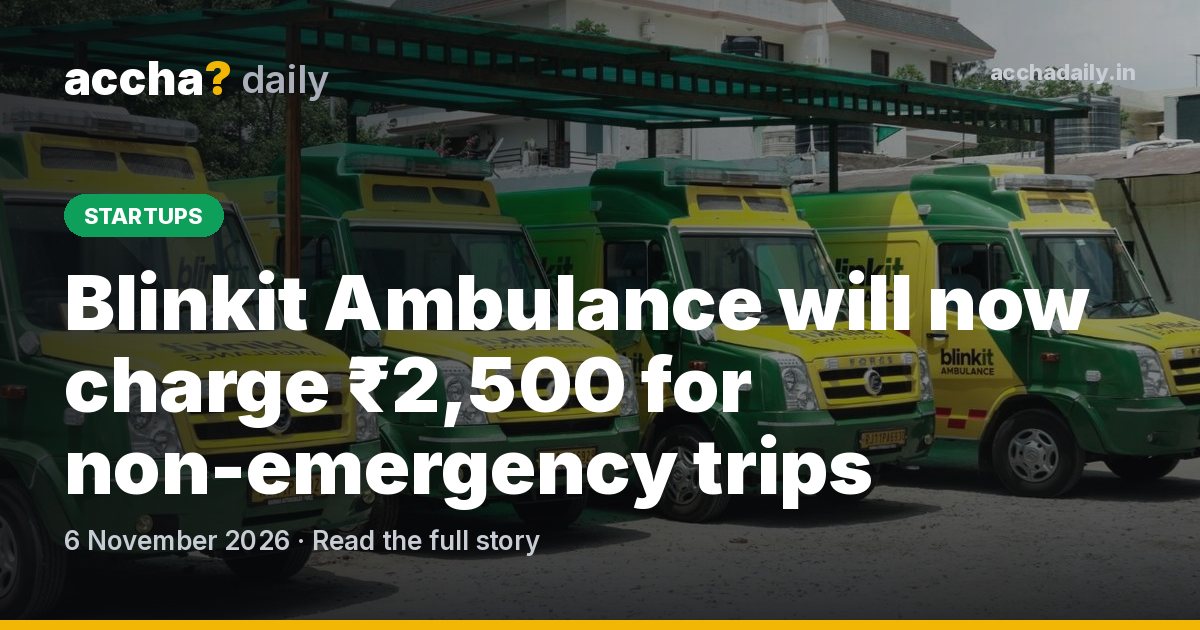 accha? daily
acchadaily.in
STARTUPS
Blinkit Ambulance will now
charge ₹2,500 for
non-emergency trips
6 November 2026 · Read the full story
blinkit
AMBULANCE
FORCE